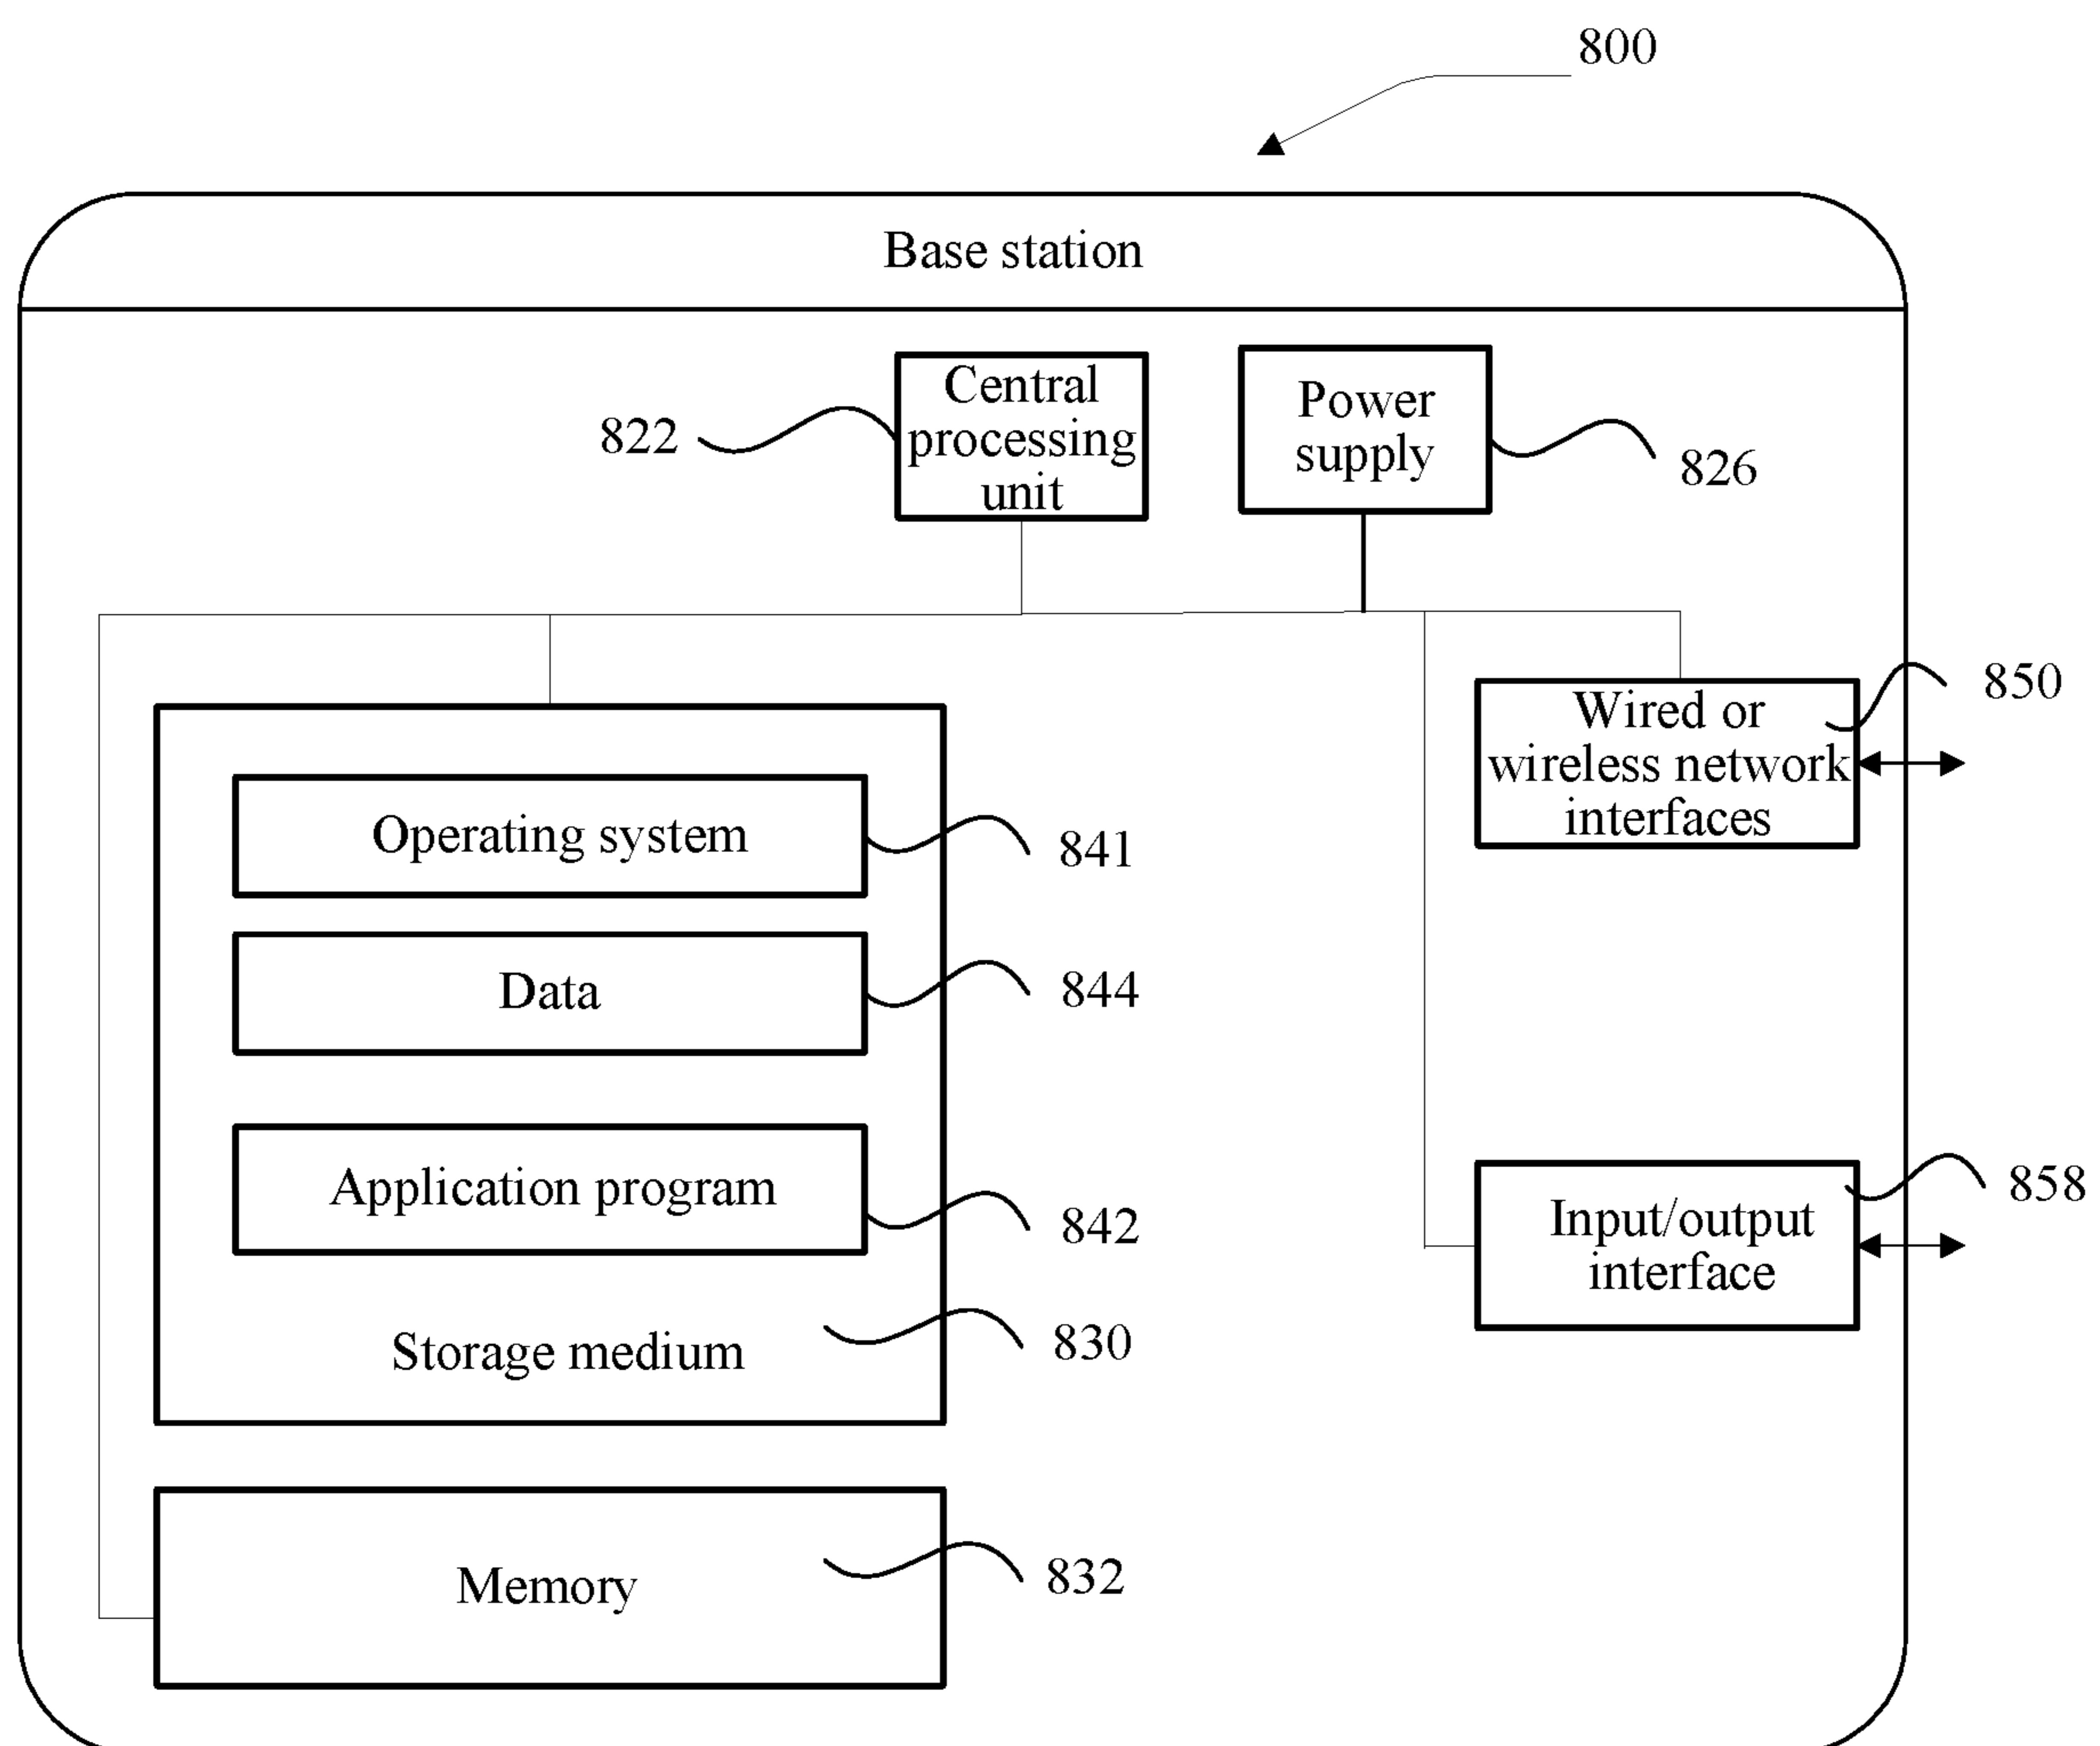 800
Base station
Central
processing
unit
822
Power
supply
826
Wired or
wireless network
interfaces
850
Operating system
841
Data
844
Application program
842
Storage medium
830
Input/output
interface
858
Memory
832